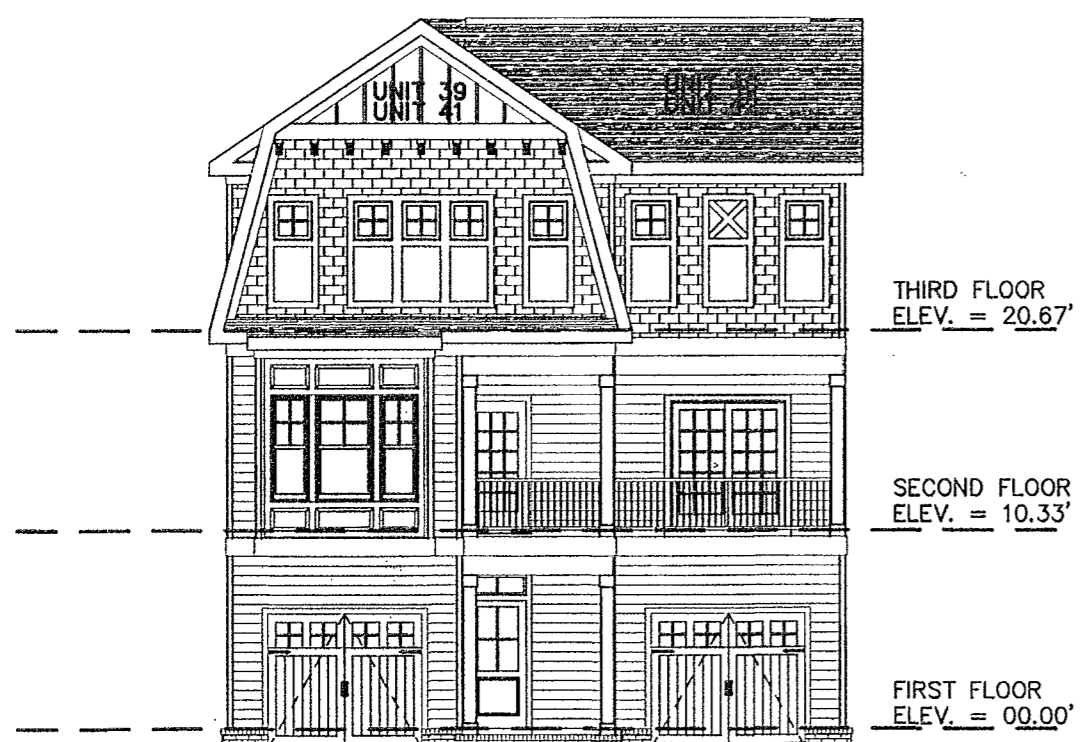 UNIT 39
UNIT 41
THIRD FLOOR
ELEV. = 20.67'
SECOND FLOOR
ELEV. = 10.33'
FIRST FLOOR
ELEV. = 00.00'